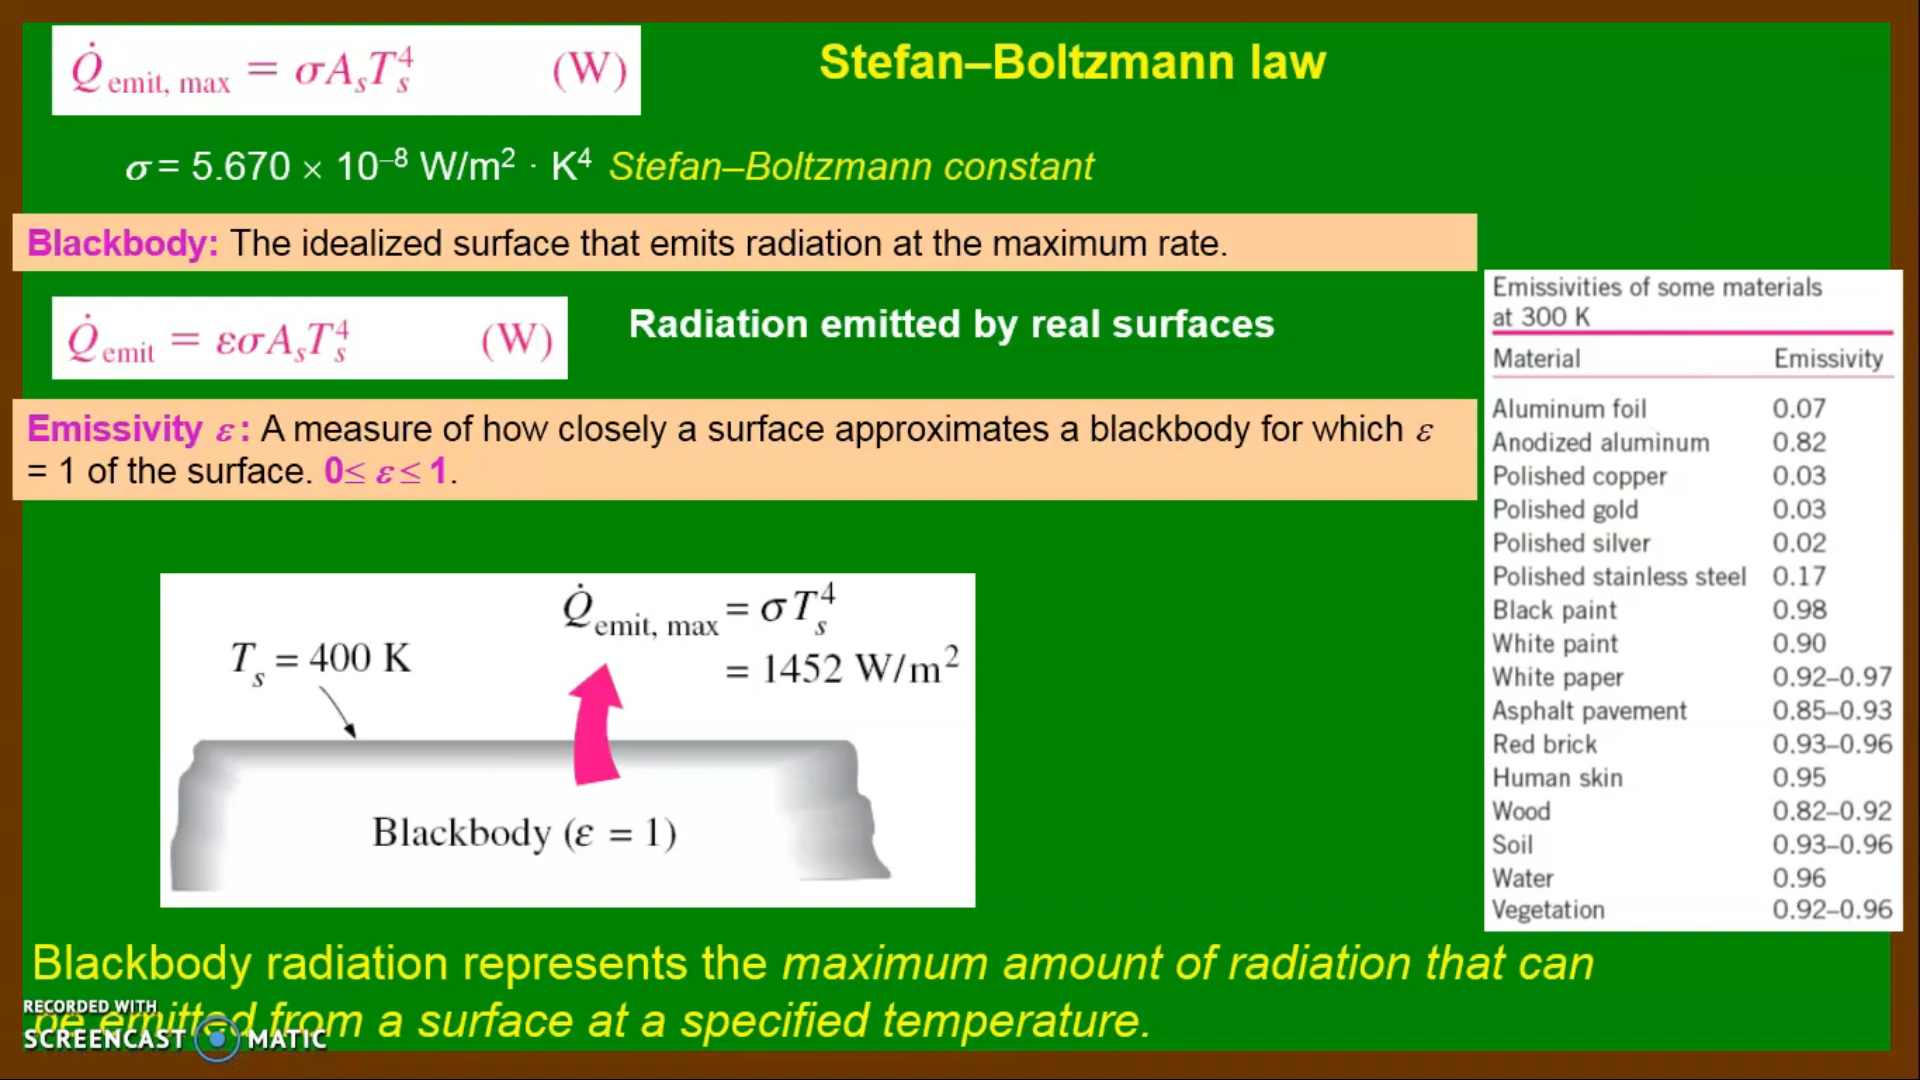 Q̇emit, max = σAsTs⁴ (W)
Stefan–Boltzmann law
σ = 5.670 × 10⁻⁸ W/m² · K⁴ Stefan–Boltzmann constant
Blackbody: The idealized surface that emits radiation at the maximum rate.
Q̇emit = εσAsTs⁴ (W)
Radiation emitted by real surfaces
Emissivity ε : A measure of how closely a surface approximates a blackbody for which ε
= 1 of the surface. 0≤ ε ≤ 1.
Emissivities of some materials
at 300 K
Material Emissivity
Aluminum foil 0.07
Anodized aluminum 0.82
Polished copper 0.03
Polished gold 0.03
Polished silver 0.02
Polished stainless steel 0.17
Black paint 0.98
White paint 0.90
White paper 0.92–0.97
Asphalt pavement 0.85–0.93
Red brick 0.93–0.96
Human skin 0.95
Wood 0.82–0.92
Soil 0.93–0.96
Water 0.96
Vegetation 0.92–0.96
Q̇emit, max = σTs⁴
= 1452 W/m²
Ts = 400 K
Blackbody (ε = 1)
Blackbody radiation represents the maximum amount of radiation that can
be emitted from a surface at a specified temperature.
RECORDED WITH
SCREENCAST MATIC